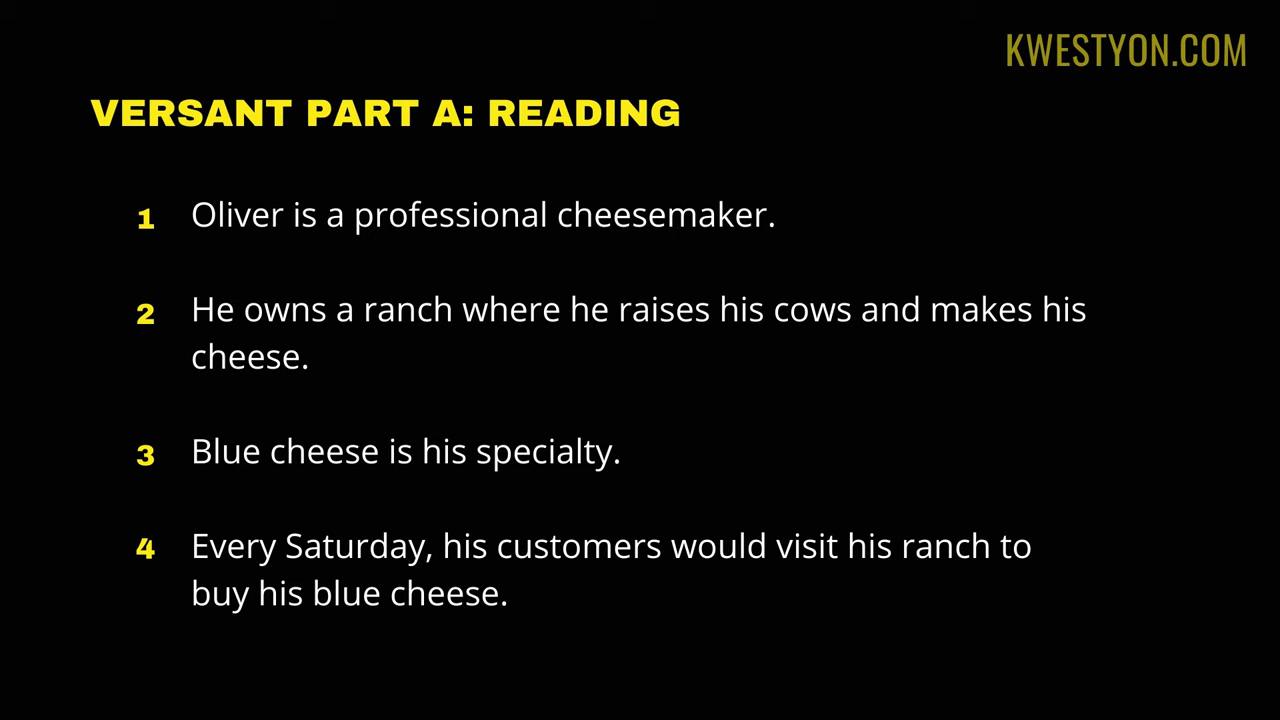 KWESTYON.COM
VERSANT PART A: READING
1 Oliver is a professional cheesemaker.
2 He owns a ranch where he raises his cows and makes his
cheese.
3 Blue cheese is his specialty.
4 Every Saturday, his customers would visit his ranch to
buy his blue cheese.